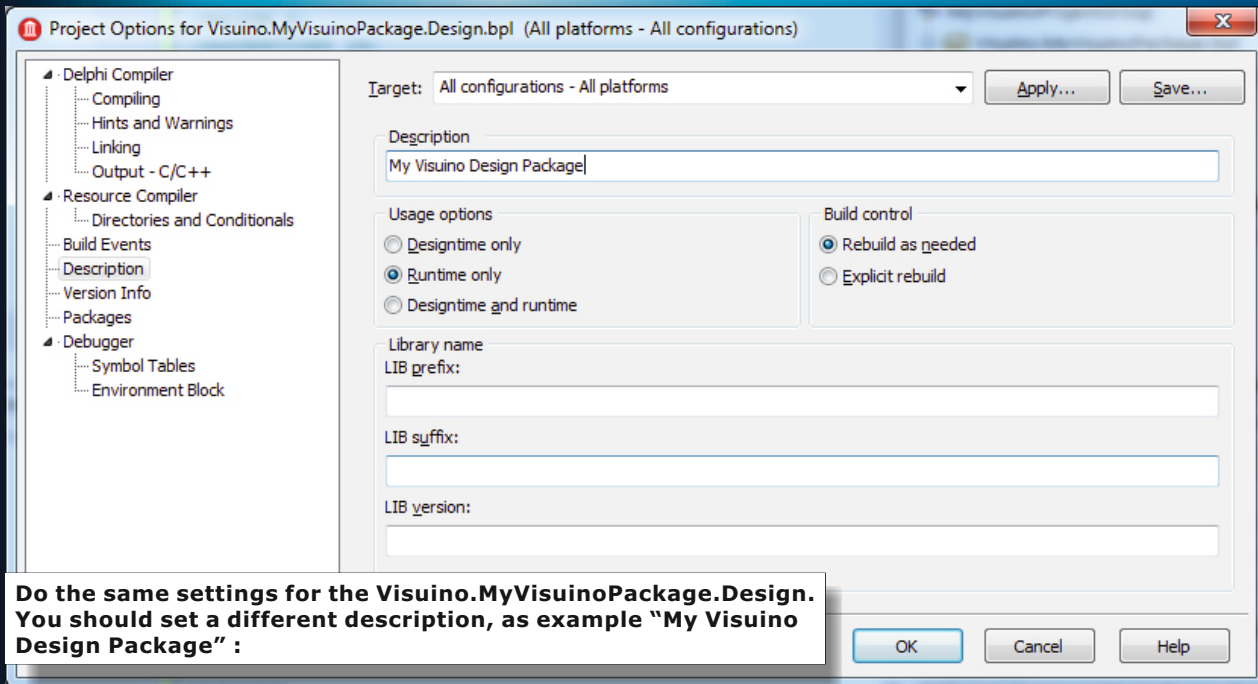 Project Options for Visuino.MyVisuinoPackage.Design.bpl (All platforms - All configurations)
Delphi Compiler
Compiling
Hints and Warnings
Linking
Output - C/C++
Resource Compiler
Directories and Conditionals
Build Events
Description
Version Info
Packages
Debugger
Symbol Tables
Environment Block
Target: All configurations - All platforms
Apply...
Save...
Description
My Visuino Design Package
Usage options
Designtime only
Runtime only
Designtime and runtime
Build control
Rebuild as needed
Explicit rebuild
Library name
LIB prefix:
LIB suffix:
LIB version:
Do the same settings for the Visuino.MyVisuinoPackage.Design.
You should set a different description, as example “My Visuino
Design Package” :
OK
Cancel
Help